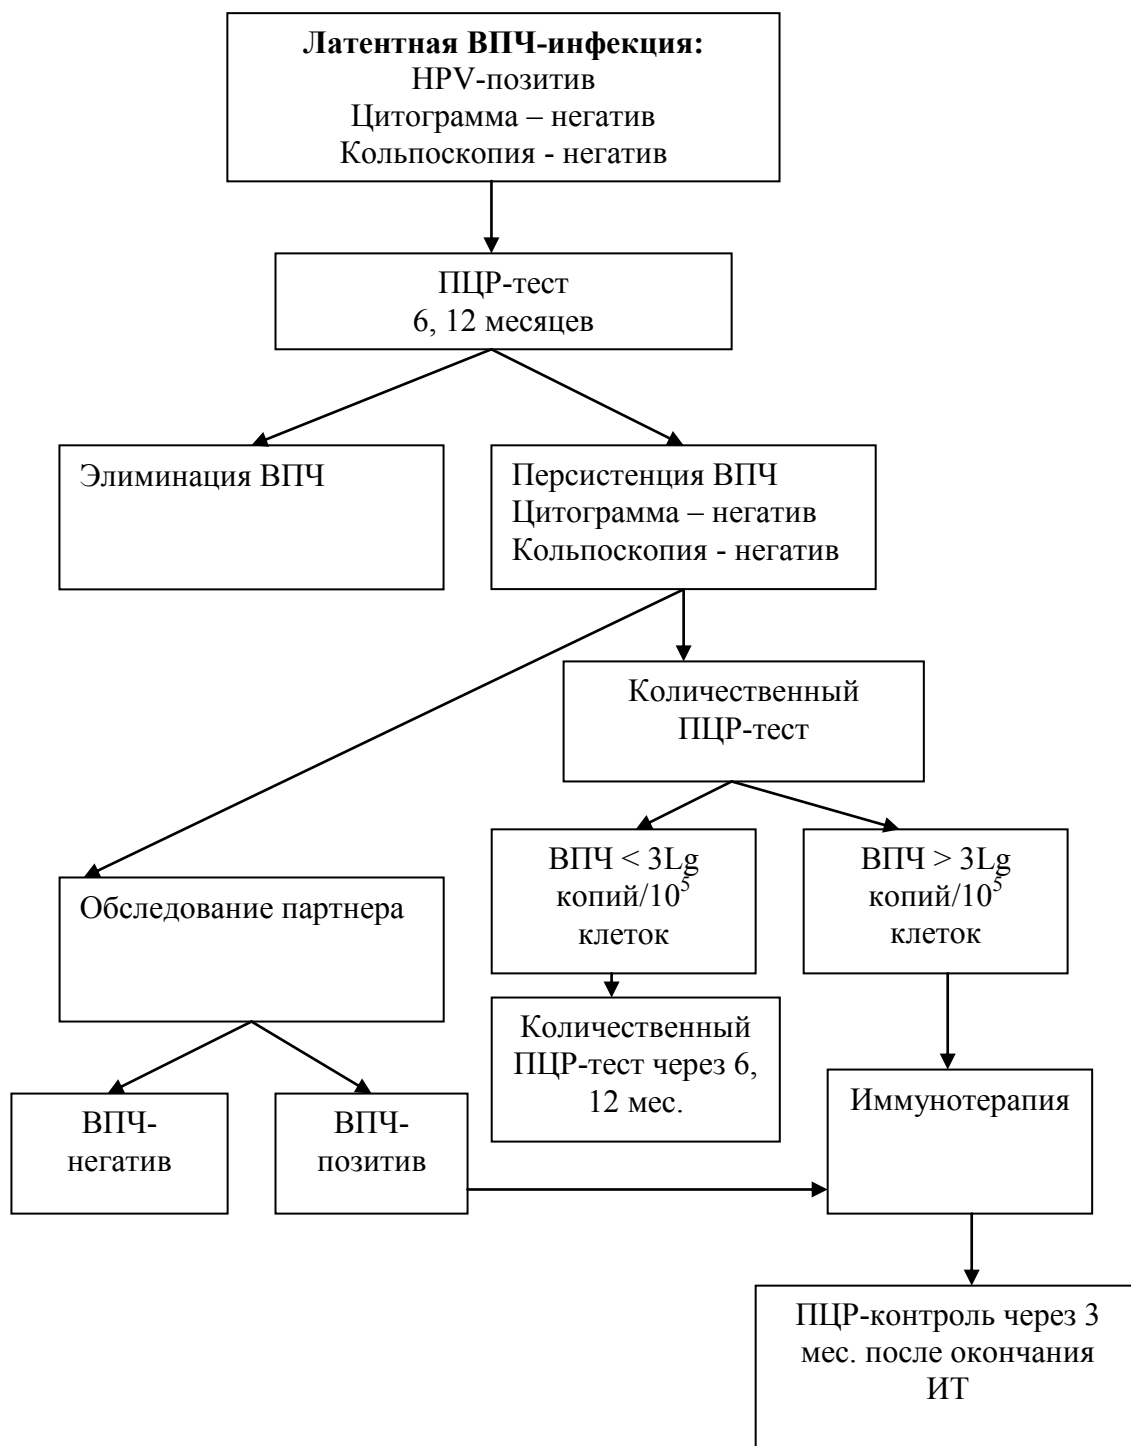 Латентная ВПЧ-инфекция:
HPV-позитив
Цитограмма – негатив
Кольпоскопия - негатив
ПЦР-тест
6, 12 месяцев
Элиминация ВПЧ
Персистенция ВПЧ
Цитограмма – негатив
Кольпоскопия - негатив
Количественный
ПЦР-тест
ВПЧ < 3Lg
копий/10⁵
клеток
ВПЧ > 3Lg
копий/10⁵
клеток
Обследование партнера
Количественный
ПЦР-тест через 6,
12 мес.
Иммунотерапия
ВПЧ-
негатив
ВПЧ-
позитив
ПЦР-контроль через 3
мес. после окончания
ИТ